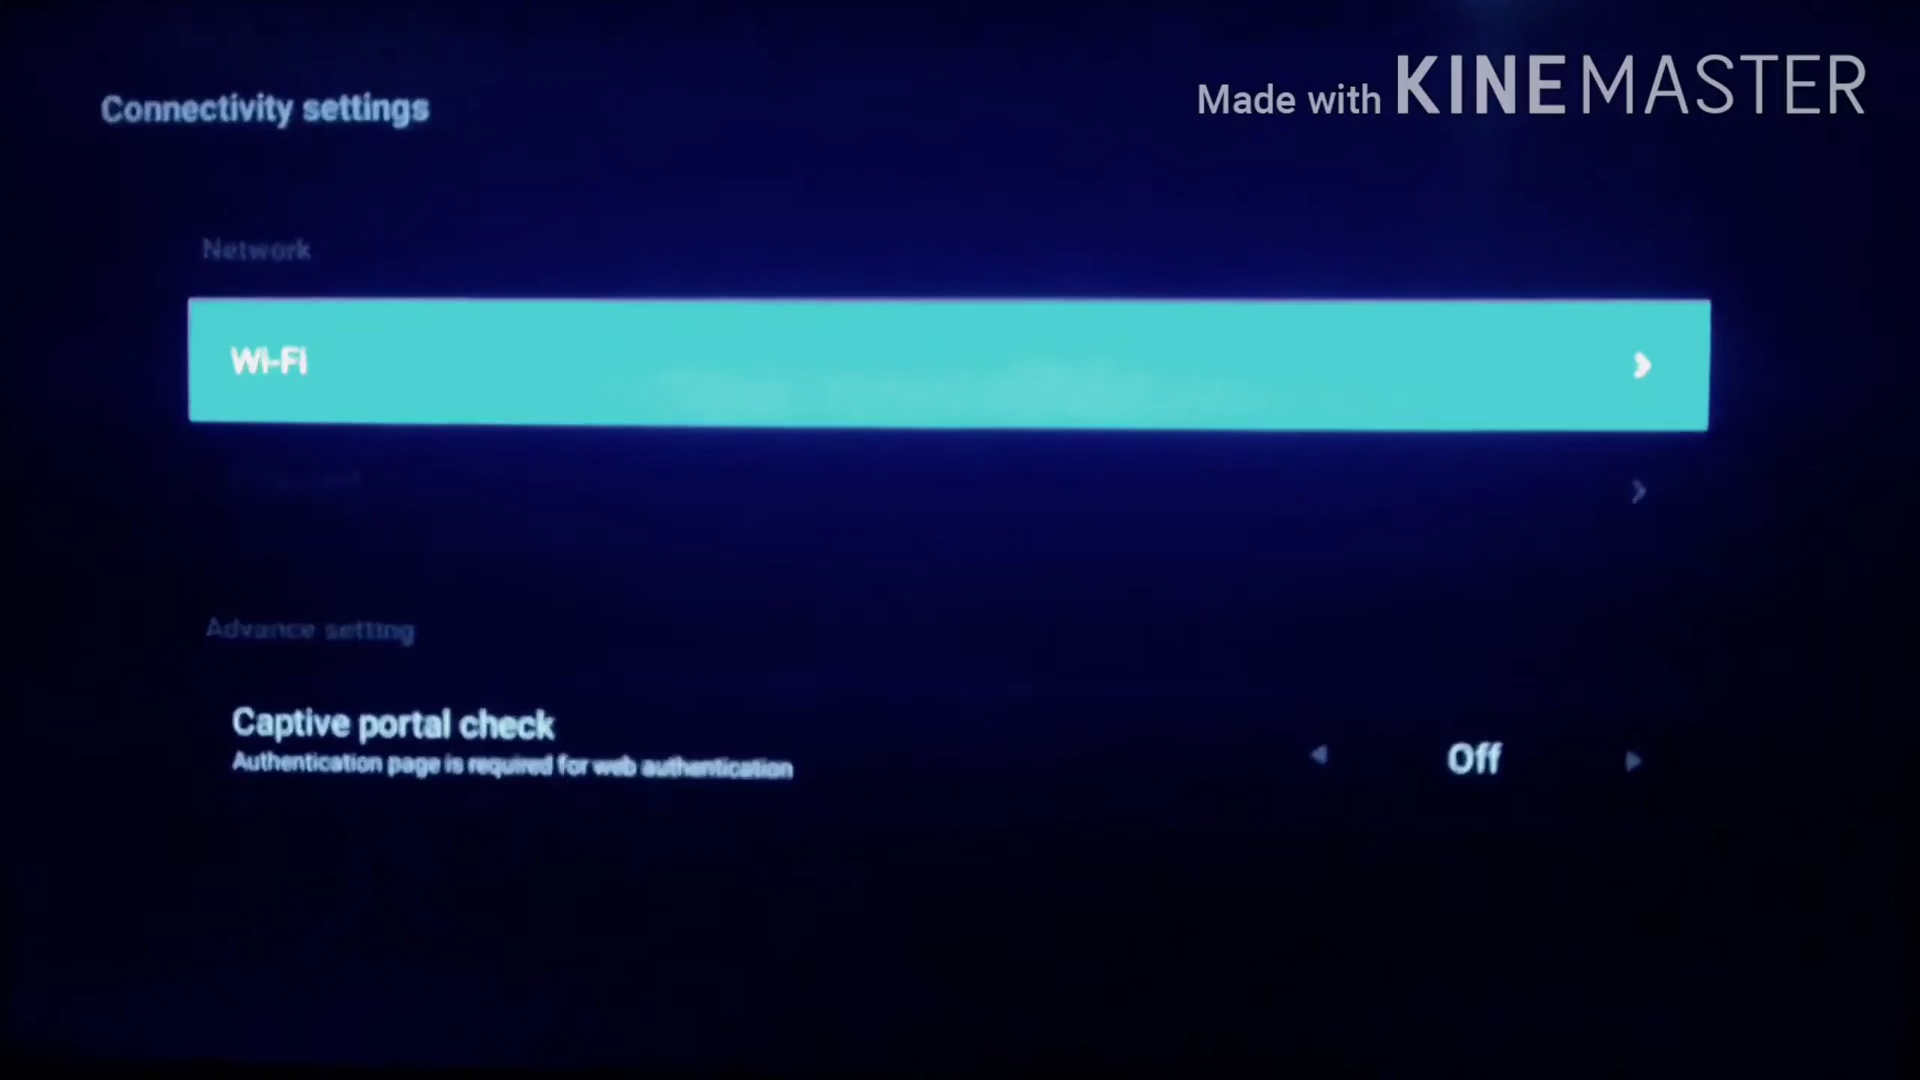 Made with KINEMASTER
Connectivity settings
Network
Wi-Fi
Advance setting
Captive portal check
Authentication page is required for web authentication
Off